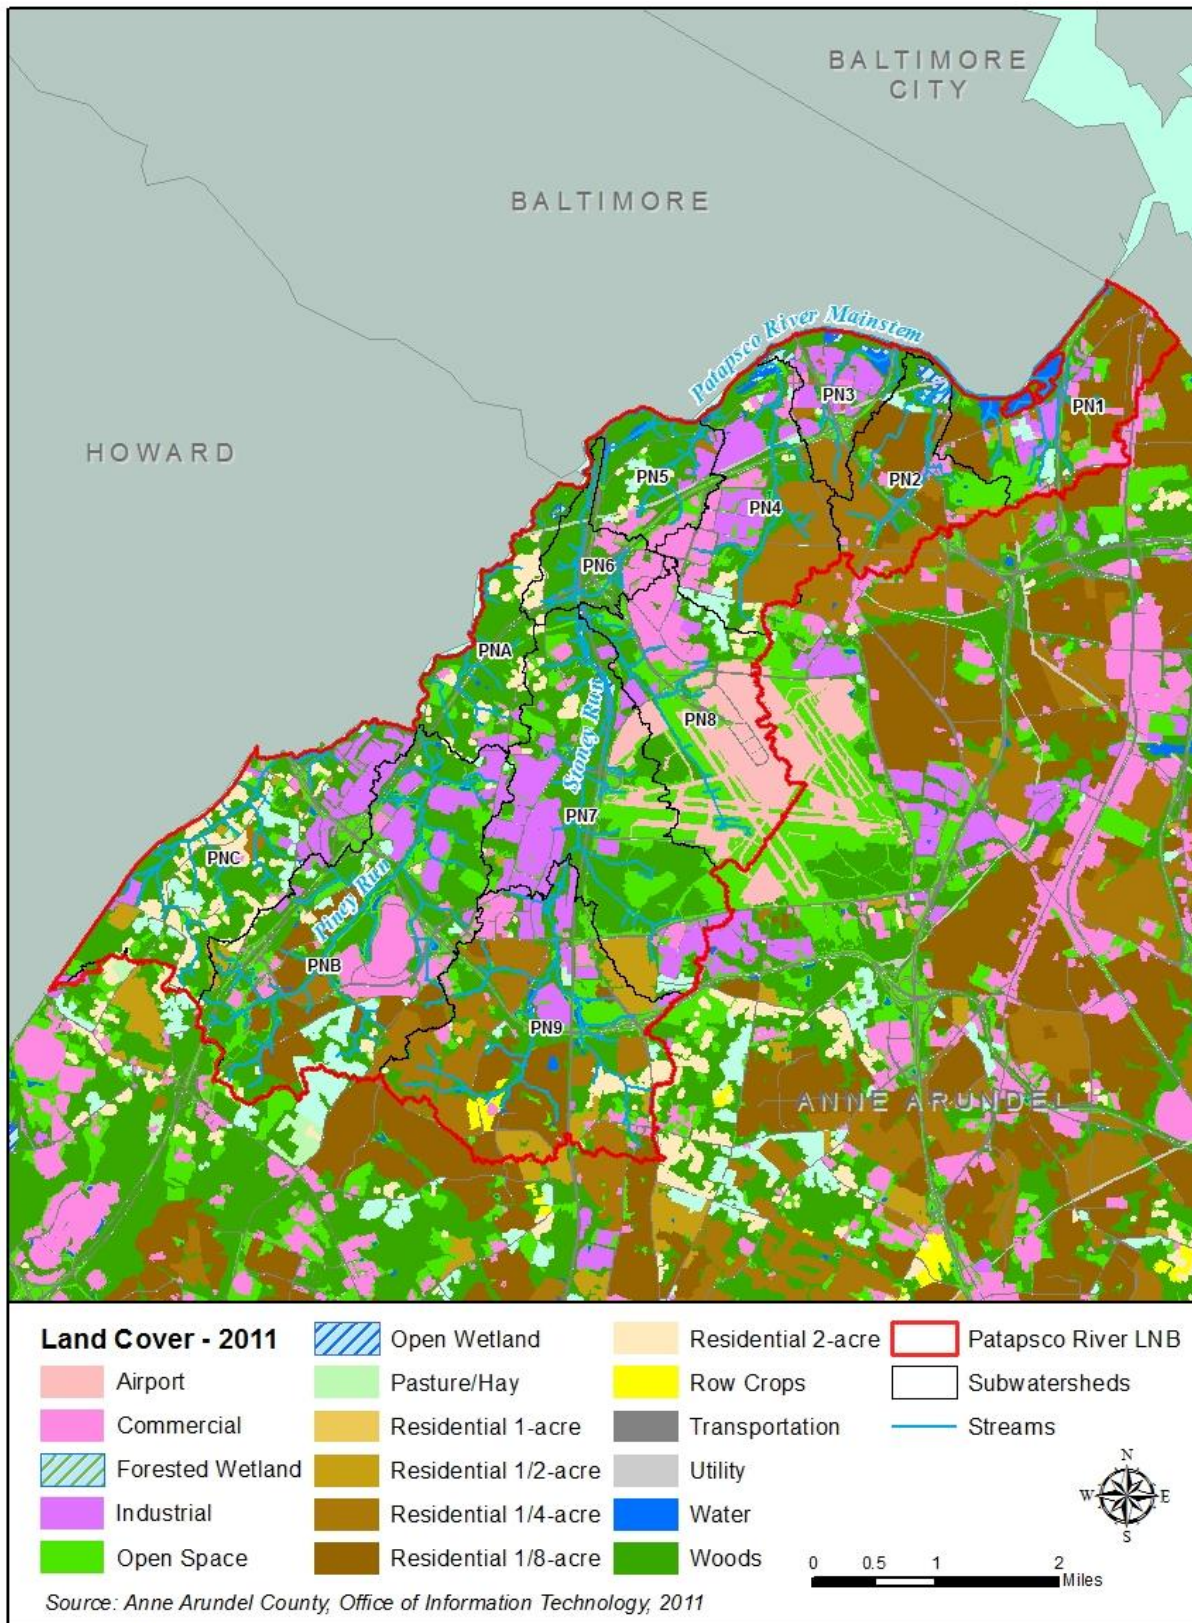 BALTIMORE
CITY
BALTIMORE
Patapsco River Mainstem
HOWARD
PN3
PN1
PN5
PN2
PN4
PN6
PNA
Stoney Run
PN8
PN7
PNC
Piney Run
PNB
PN9
ANNE ARUNDEL
Land Cover - 2011
Airport
Commercial
Forested Wetland
Industrial
Open Space
Open Wetland
Pasture/Hay
Residential 1-acre
Residential 1/2-acre
Residential 1/4-acre
Residential 1/8-acre
Residential 2-acre
Row Crops
Transportation
Utility
Water
Woods
Patapsco River LNB
Subwatersheds
Streams
N
W E
S
0 0.5 1 2
Miles
Source: Anne Arundel County, Office of Information Technology, 2011